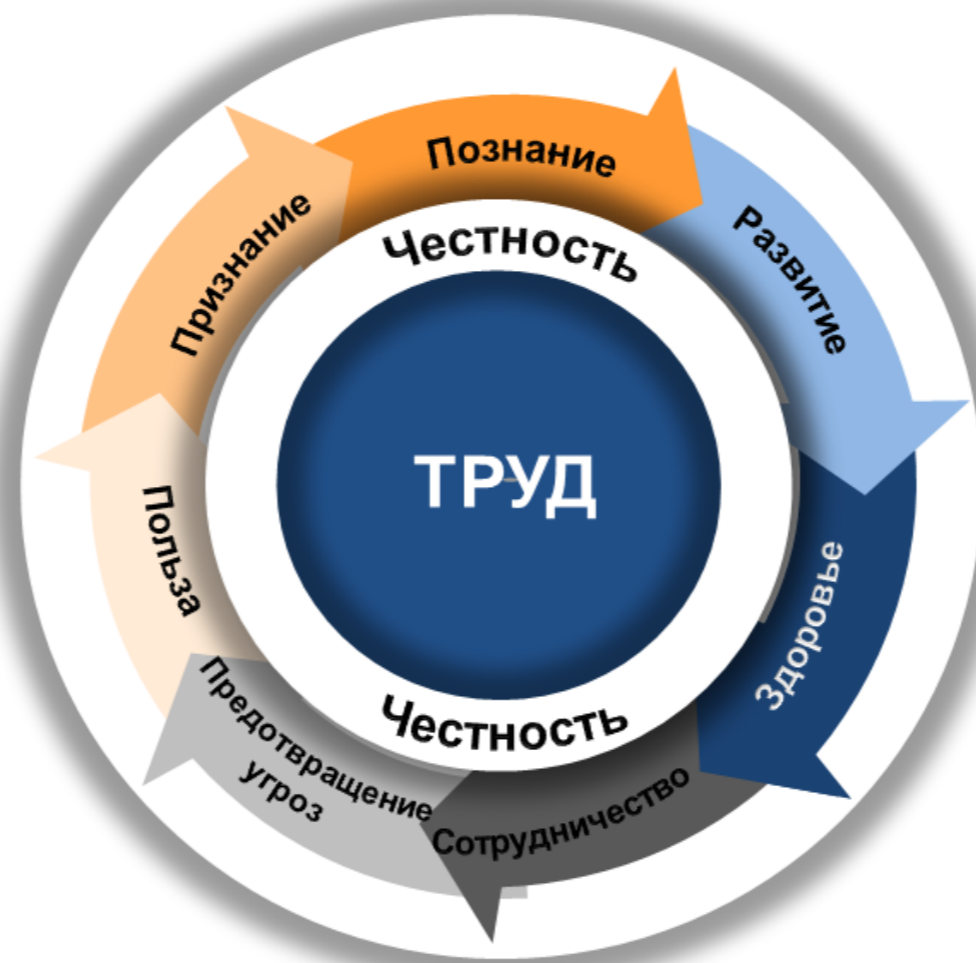 Познание
Развитие
Здоровье
Сотрудничество
Предотвращение
угроз
Польза
Признание
Честность
ТРУД
Честность